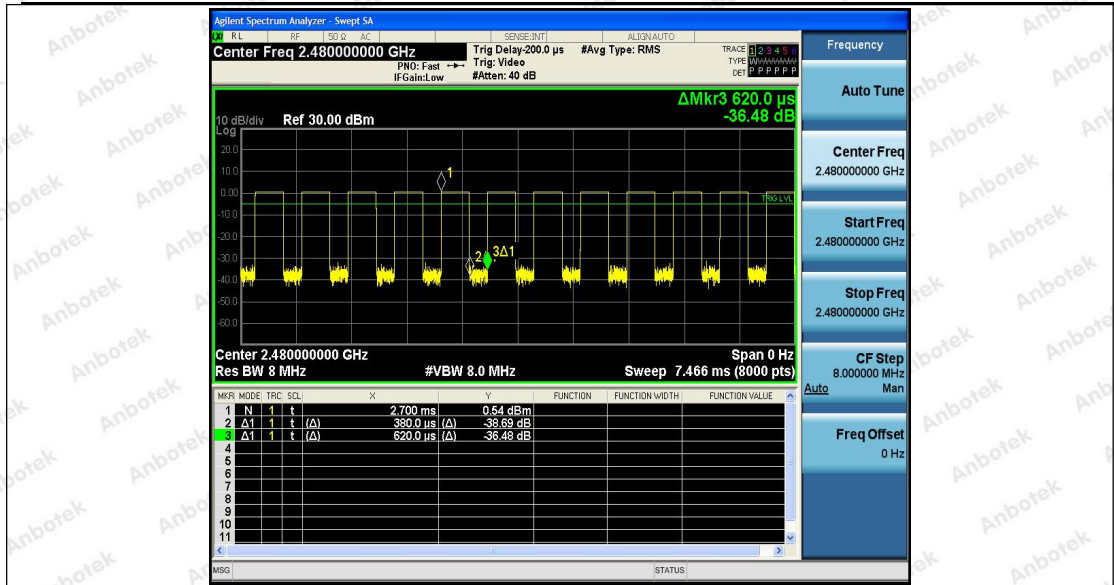 Agilent Spectrum Analyzer - Swept SA
RL RF 50 Ω AC SENSE:INT ALIGNAUTO
Center Freq 2.480000000 GHz
PNO: Fast
IFGain:Low
Trig Delay-200.0 µs
Trig: Video
#Atten: 40 dB
#Avg Type: RMS
TRACE 1 2 3 4 5 6
TYPE
DET P P P P P P
ΔMkr3 620.0 µs
-36.48 dB
10 dB/div Ref 30.00 dBm
Log
20.0
10.0
0.00
-10.0
-20.0
-30.0
-40.0
-50.0
-60.0
1
TRIG LVL
3Δ1
Center 2.480000000 GHz Span 0 Hz
Res BW 8 MHz #VBW 8.0 MHz Sweep 7.466 ms (8000 pts)
MKR MODE TRC SCL X Y FUNCTION FUNCTION WIDTH FUNCTION VALUE
1 N 1 t 2.700 ms 0.54 dBm
2 Δ1 1 t (Δ) 380.0 µs (Δ) -38.69 dB
3 Δ1 1 t (Δ) 620.0 µs (Δ) -36.48 dB
4
5
6
7
8
9
10
11
MSG STATUS
Frequency
Auto Tune
Center Freq
2.480000000 GHz
Start Freq
2.480000000 GHz
Stop Freq
2.480000000 GHz
CF Step
8.000000 MHz
Auto Man
Freq Offset
0 Hz
Anbotek